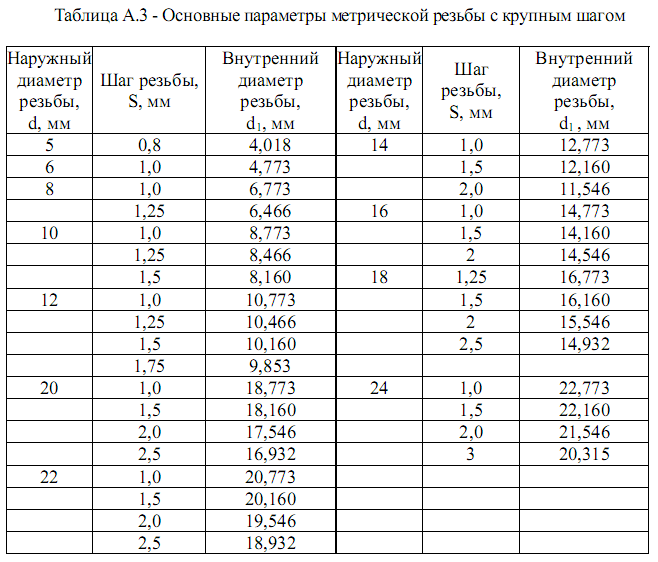 Таблица А.3 - Основные параметры метрической резьбы с крупным шагом
Наружный диаметр резьбы, d, мм | Шаг резьбы, S, мм | Внутренний диаметр резьбы, d1, мм | Наружный диаметр резьбы, d, мм | Шаг резьбы, S, мм | Внутренний диаметр резьбы, d1, мм
5 | 0,8 | 4,018 | 14 | 1,0 | 12,773
6 | 1,0 | 4,773 | | 1,5 | 12,160
8 | 1,0 | 6,773 | | 2,0 | 11,546
| 1,25 | 6,466 | 16 | 1,0 | 14,773
10 | 1,0 | 8,773 | | 1,5 | 14,160
| 1,25 | 8,466 | | 2 | 14,546
| 1,5 | 8,160 | 18 | 1,25 | 16,773
12 | 1,0 | 10,773 | | 1,5 | 16,160
| 1,25 | 10,466 | | 2 | 15,546
| 1,5 | 10,160 | | 2,5 | 14,932
| 1,75 | 9,853 | | |
20 | 1,0 | 18,773 | 24 | 1,0 | 22,773
| 1,5 | 18,160 | | 1,5 | 22,160
| 2,0 | 17,546 | | 2,0 | 21,546
| 2,5 | 16,932 | | 3 | 20,315
22 | 1,0 | 20,773 | | |
| 1,5 | 20,160 | | |
| 2,0 | 19,546 | | |
| 2,5 | 18,932 | | |